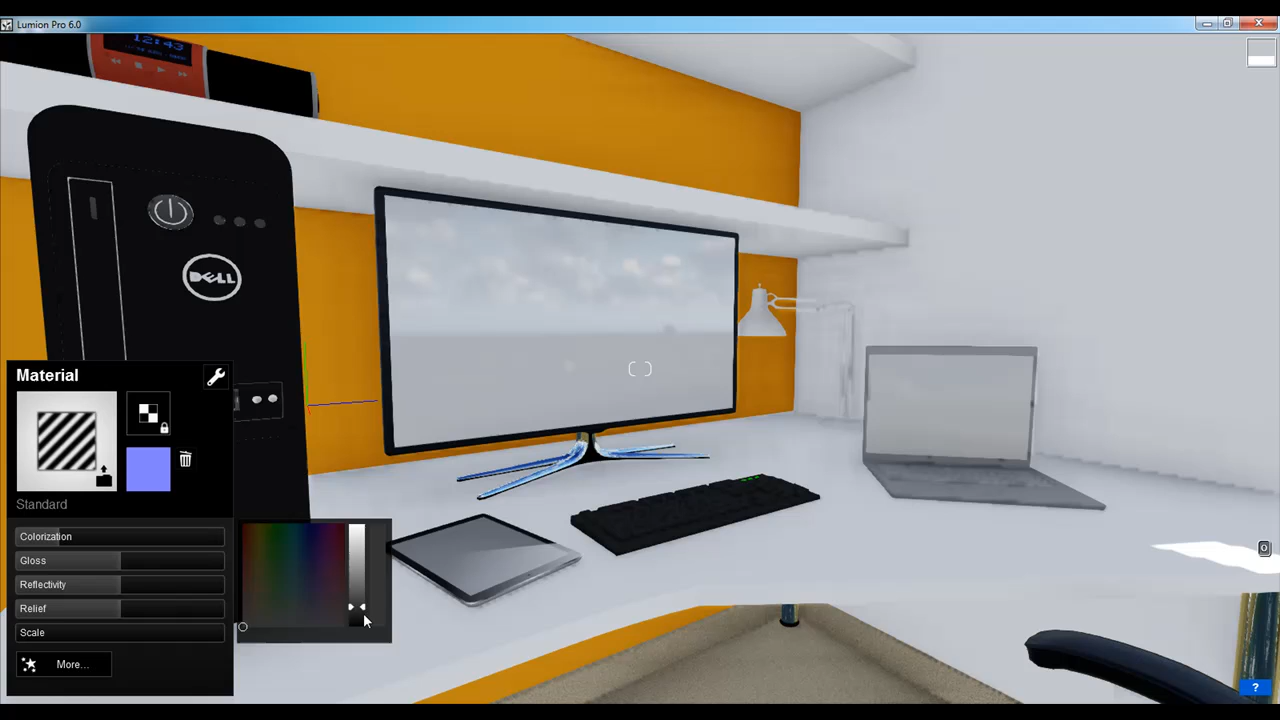 Lumion Pro 6.0
12:43
DELL
Material
Standard
Colorization
Gloss
Reflectivity
Relief
Scale
More...
?